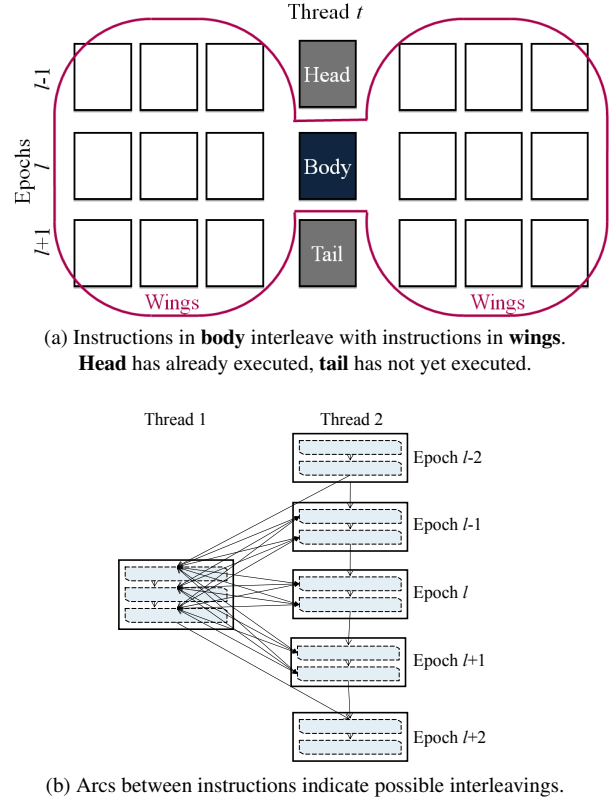 Thread t
Epochs
l-1
l
l+1
Head
Body
Tail
Wings
Wings
(a) Instructions in body interleave with instructions in wings.
Head has already executed, tail has not yet executed.
Thread 1
Thread 2
Epoch l-2
Epoch l-1
Epoch l
Epoch l+1
Epoch l+2
(b) Arcs between instructions indicate possible interleavings.